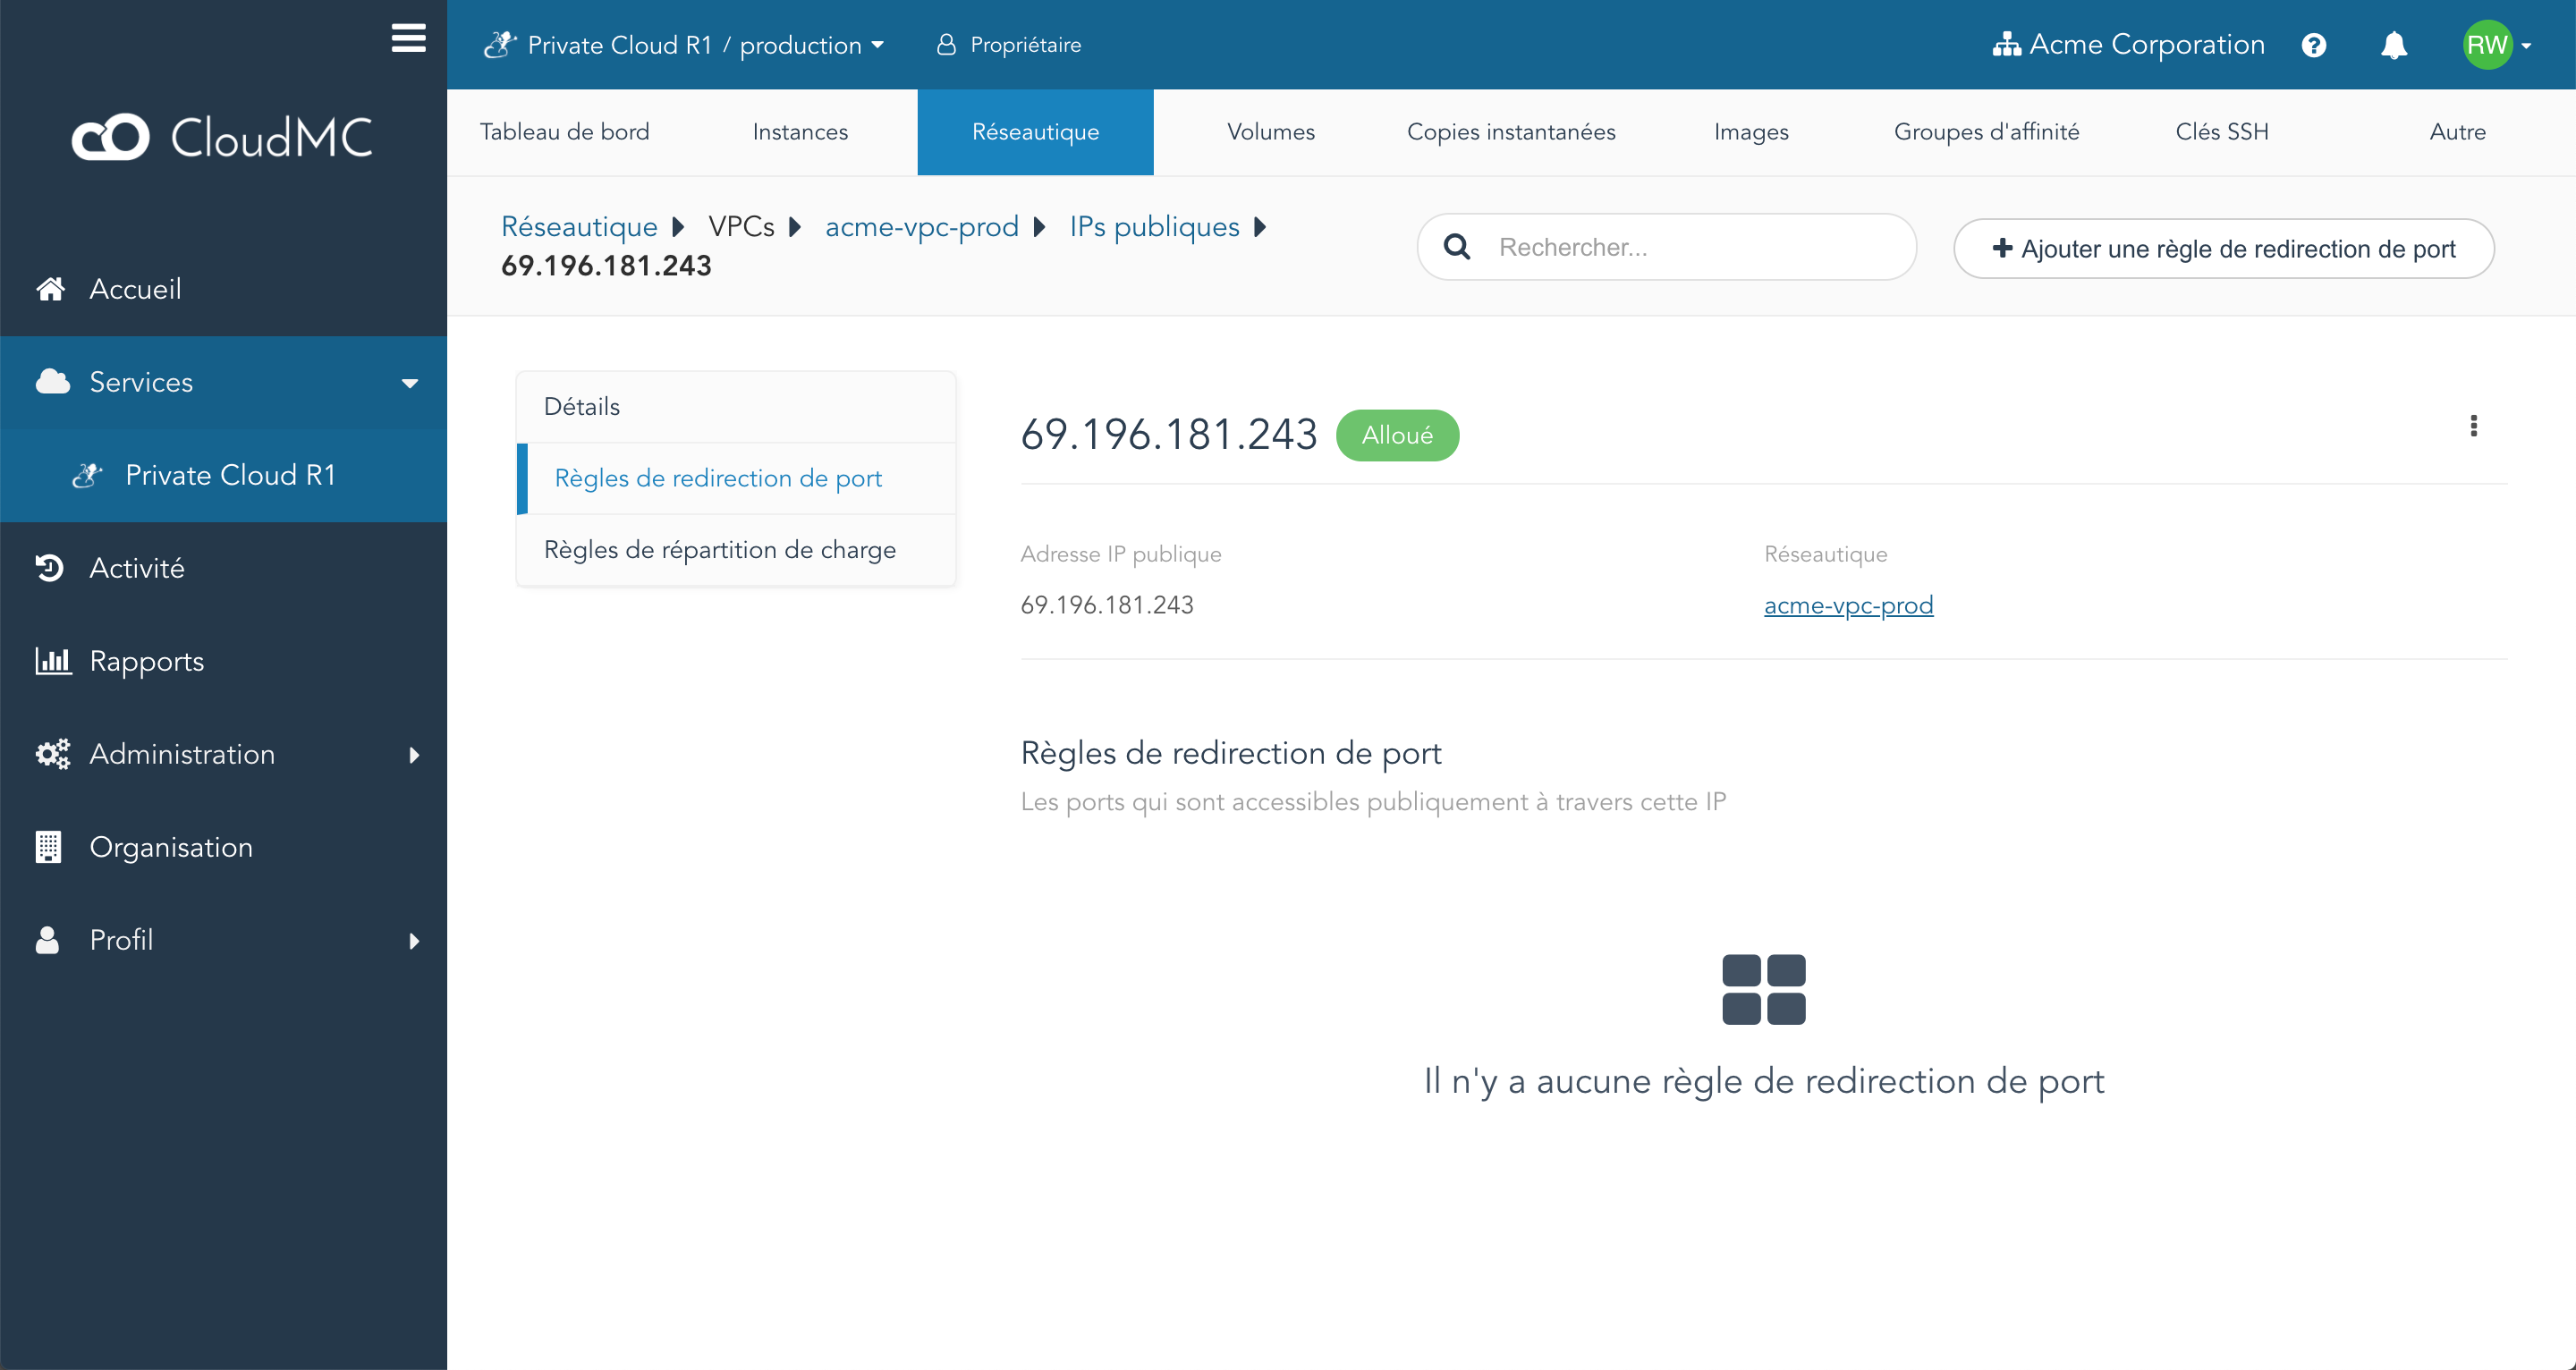 Private Cloud R1 / production
Propriétaire
Acme Corporation
RW
CloudMC
Accueil
Services
Private Cloud R1
Activité
Rapports
Administration
Organisation
Profil
Tableau de bord
Instances
Réseautique
Volumes
Copies instantanées
Images
Groupes d'affinité
Clés SSH
Autre
Réseautique VPCs acme-vpc-prod IPs publiques
69.196.181.243
Rechercher...
Ajouter une règle de redirection de port
Détails
Règles de redirection de port
Règles de répartition de charge
69.196.181.243 Alloué
Adresse IP publique
69.196.181.243
Réseautique
acme-vpc-prod
Règles de redirection de port
Les ports qui sont accessibles publiquement à travers cette IP
Il n'y a aucune règle de redirection de port